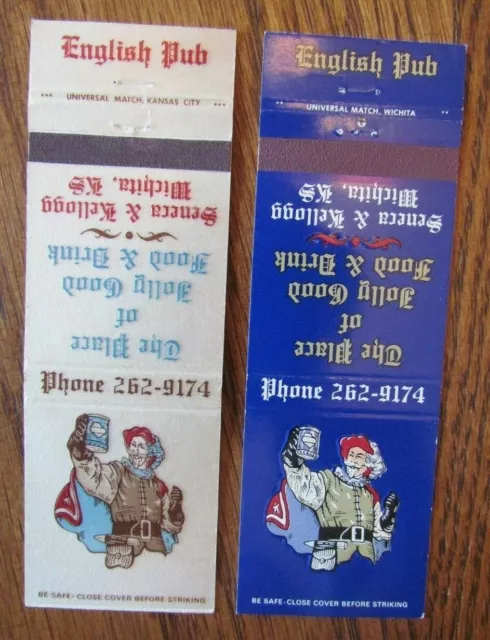 English Pub
*** UNIVERSAL MATCH, KANSAS CITY ***
The Place
of
Jolly Good
Food & Drink
Seneca & Kellogg
Wichita, KS
Phone 262-9174
BE SAFE - CLOSE COVER BEFORE STRIKING
English Pub
*** UNIVERSAL MATCH, WICHITA **
The Place
of
Jolly Good
Food & Drink
Seneca & Kellogg
Wichita, KS
Phone 262-9174
BE SAFE - CLOSE COVER BEFORE STRIKING